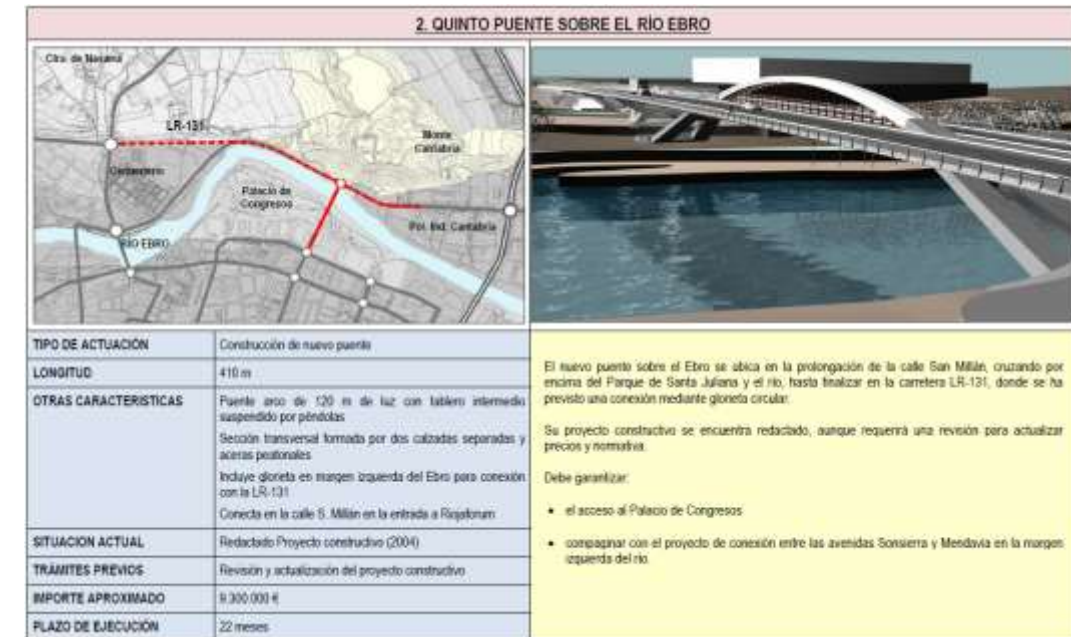 2. QUINTO PUENTE SOBRE EL RÍO EBRO
Ctra. de Navarra
LR-131
Monte
Cantabria
Cementerio
Palacio de
Congresos
Pol. Ind. Cantabria
RÍO EBRO
TIPO DE ACTUACIÓN
Construcción de nuevo puente
LONGITUD
410 m
OTRAS CARACTERISTICAS
Puente arco de 120 m de luz con tablero intermedio
suspendido por péndolas
Sección transversal formada por dos calzadas separadas y
aceras peatonales
Incluye glorieta en margen izquierda del Ebro para conexión
con la LR-131
Conecta en la calle S. Millán en la entrada a Riojaforum
SITUACION ACTUAL
Redactado Proyecto constructivo (2004)
TRÁMITES PREVIOS
Revisión y actualización del proyecto constructivo
IMPORTE APROXIMADO
9.300.000 €
PLAZO DE EJECUCIÓN
22 meses
El nuevo puente sobre el Ebro se ubica en la prolongación de la calle San Millán, cruzando por
encima del Parque de Santa Juliana y el río, hasta finalizar en la carretera LR-131, donde se ha
previsto una conexión mediante glorieta circular.
Su proyecto constructivo se encuentra redactado, aunque requerirá una revisión para actualizar
precios y normativa.
Debe garantizar:
• el acceso al Palacio de Congresos
• compaginar con el proyecto de conexión entre las avenidas Sonsierra y Mendavia en la margen
izquierda del río.